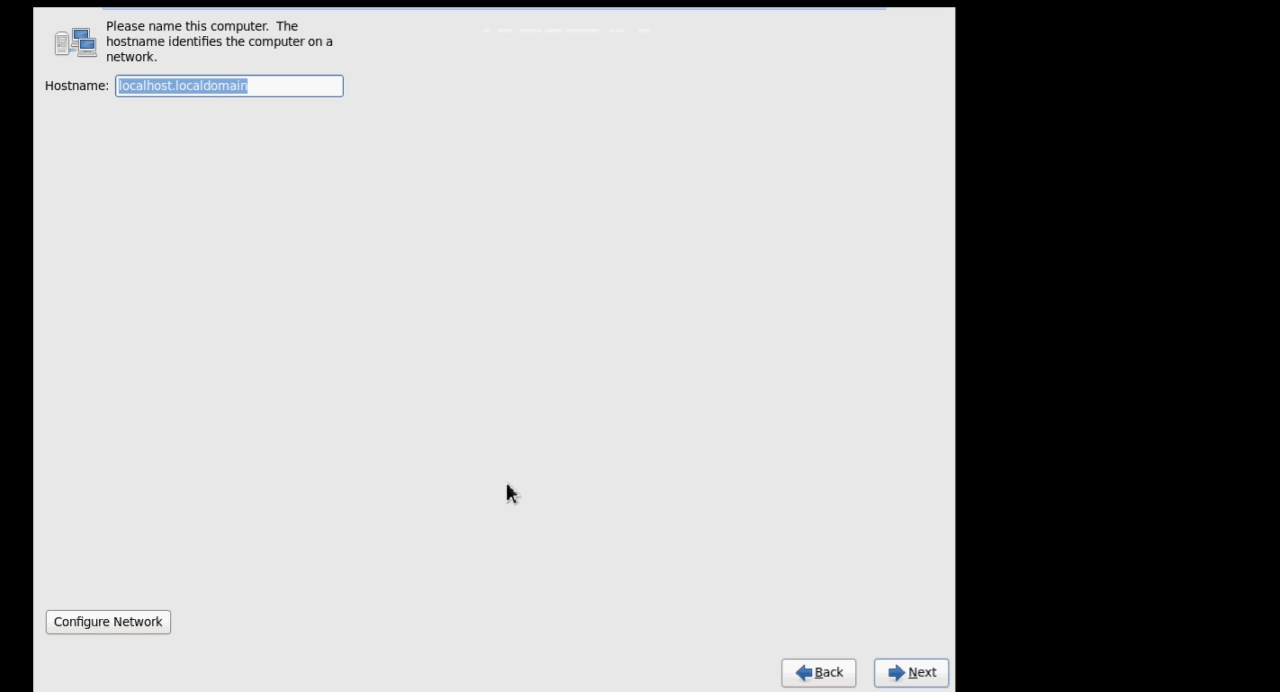 Please name this computer.  The
hostname identifies the computer on a
network.
Hostname: localhost.localdomain
Configure Network
Back
Next